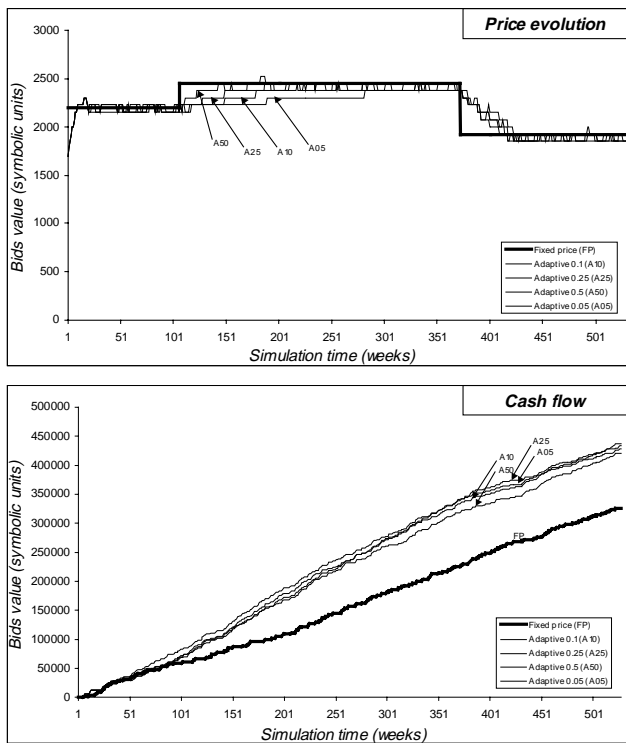 Price evolution
Bids value (symbolic units)
3000
2500
2000
1500
1000
500
0
A50
A25
A10
A05
Fixed price (FP)
Adaptive 0.1 (A10)
Adaptive 0.25 (A25)
Adaptive 0.5 (A50)
Adaptive 0.05 (A05)
1 51 101 151 201 251 301 351 401 451 501
Simulation time (weeks)
Cash flow
Bids value (symbolic units)
500000
450000
400000
350000
300000
250000
200000
150000
100000
50000
0
A10
A25
A50
A05
FP
Fixed price (FP)
Adaptive 0.1 (A10)
Adaptive 0.25 (A25)
Adaptive 0.5 (A50)
Adaptive 0.05 (A05)
1 51 101 151 201 251 301 351 401 451 501
Simulation time (weeks)